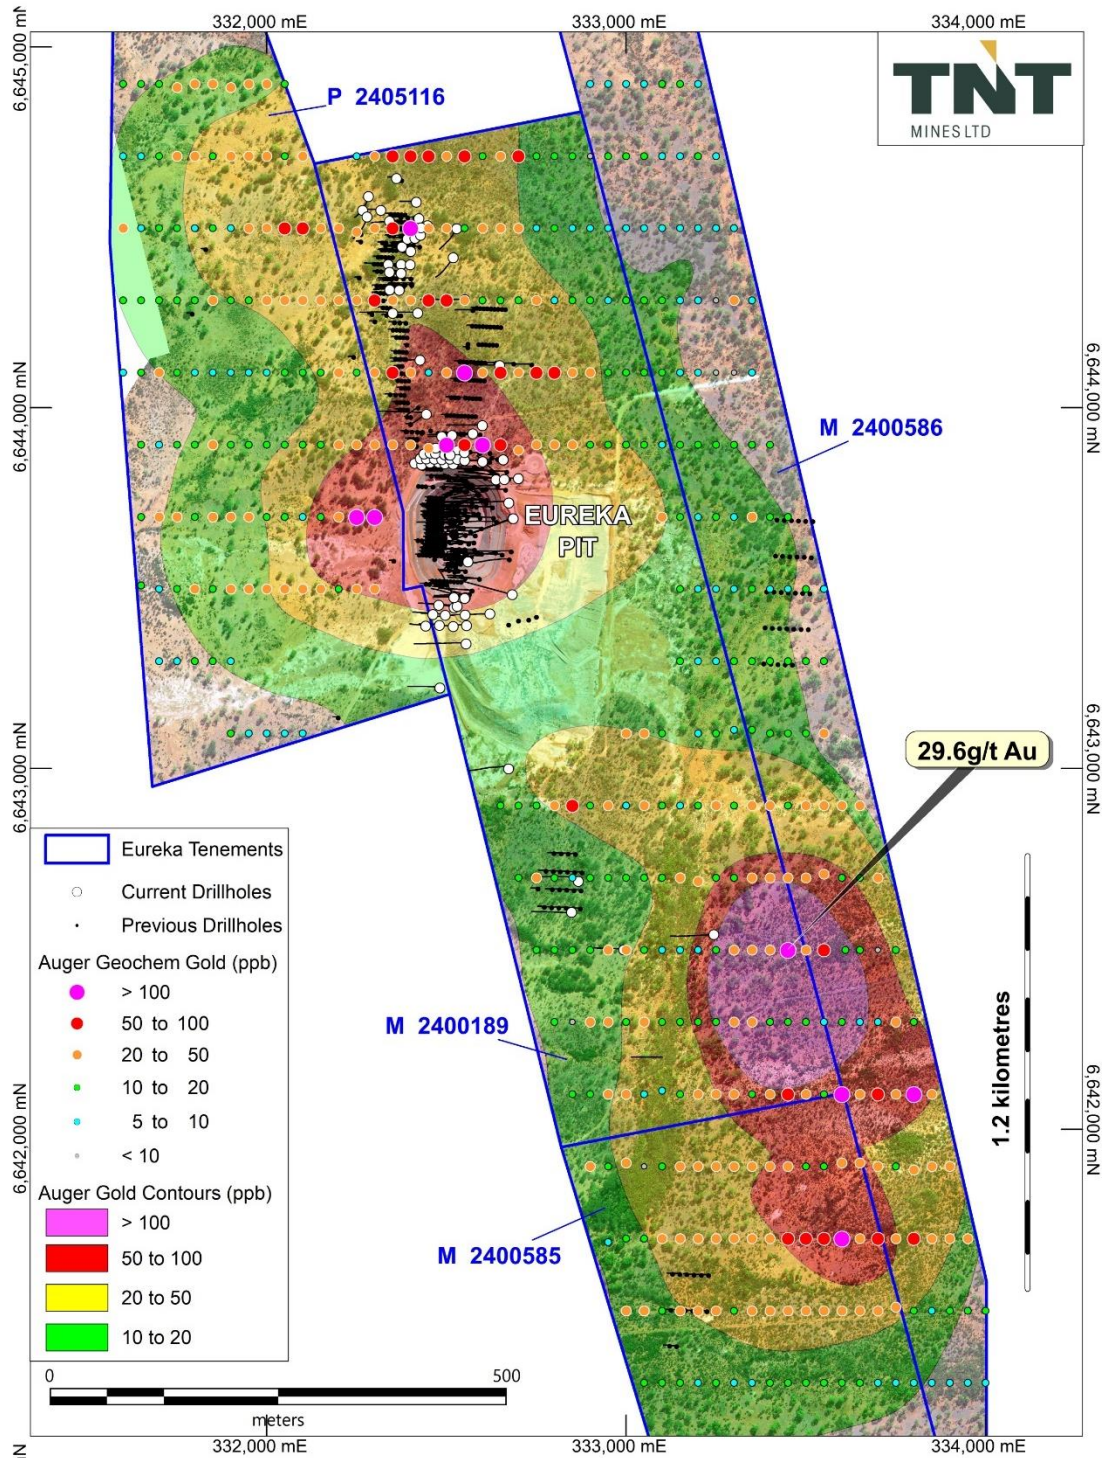 332,000 mE
333,000 mE
334,000 mE
6,645,000 mN
TNT
MINES LTD
P 2405116
6,644,000 mN
6,644,000 mN
M 2400586
EUREKA
PIT
6,643,000 mN
6,643,000 mN
29.6g/t Au
Eureka Tenements
Current Drillholes
Previous Drillholes
Auger Geochem Gold (ppb)
> 100
50 to 100
20 to 50
10 to 20
5 to 10
< 10
Auger Gold Contours (ppb)
> 100
50 to 100
20 to 50
10 to 20
M 2400189
1.2 kilometres
6,642,000 mN
6,642,000 mN
M 2400585
0
500
meters
332,000 mE
333,000 mE
334,000 mE